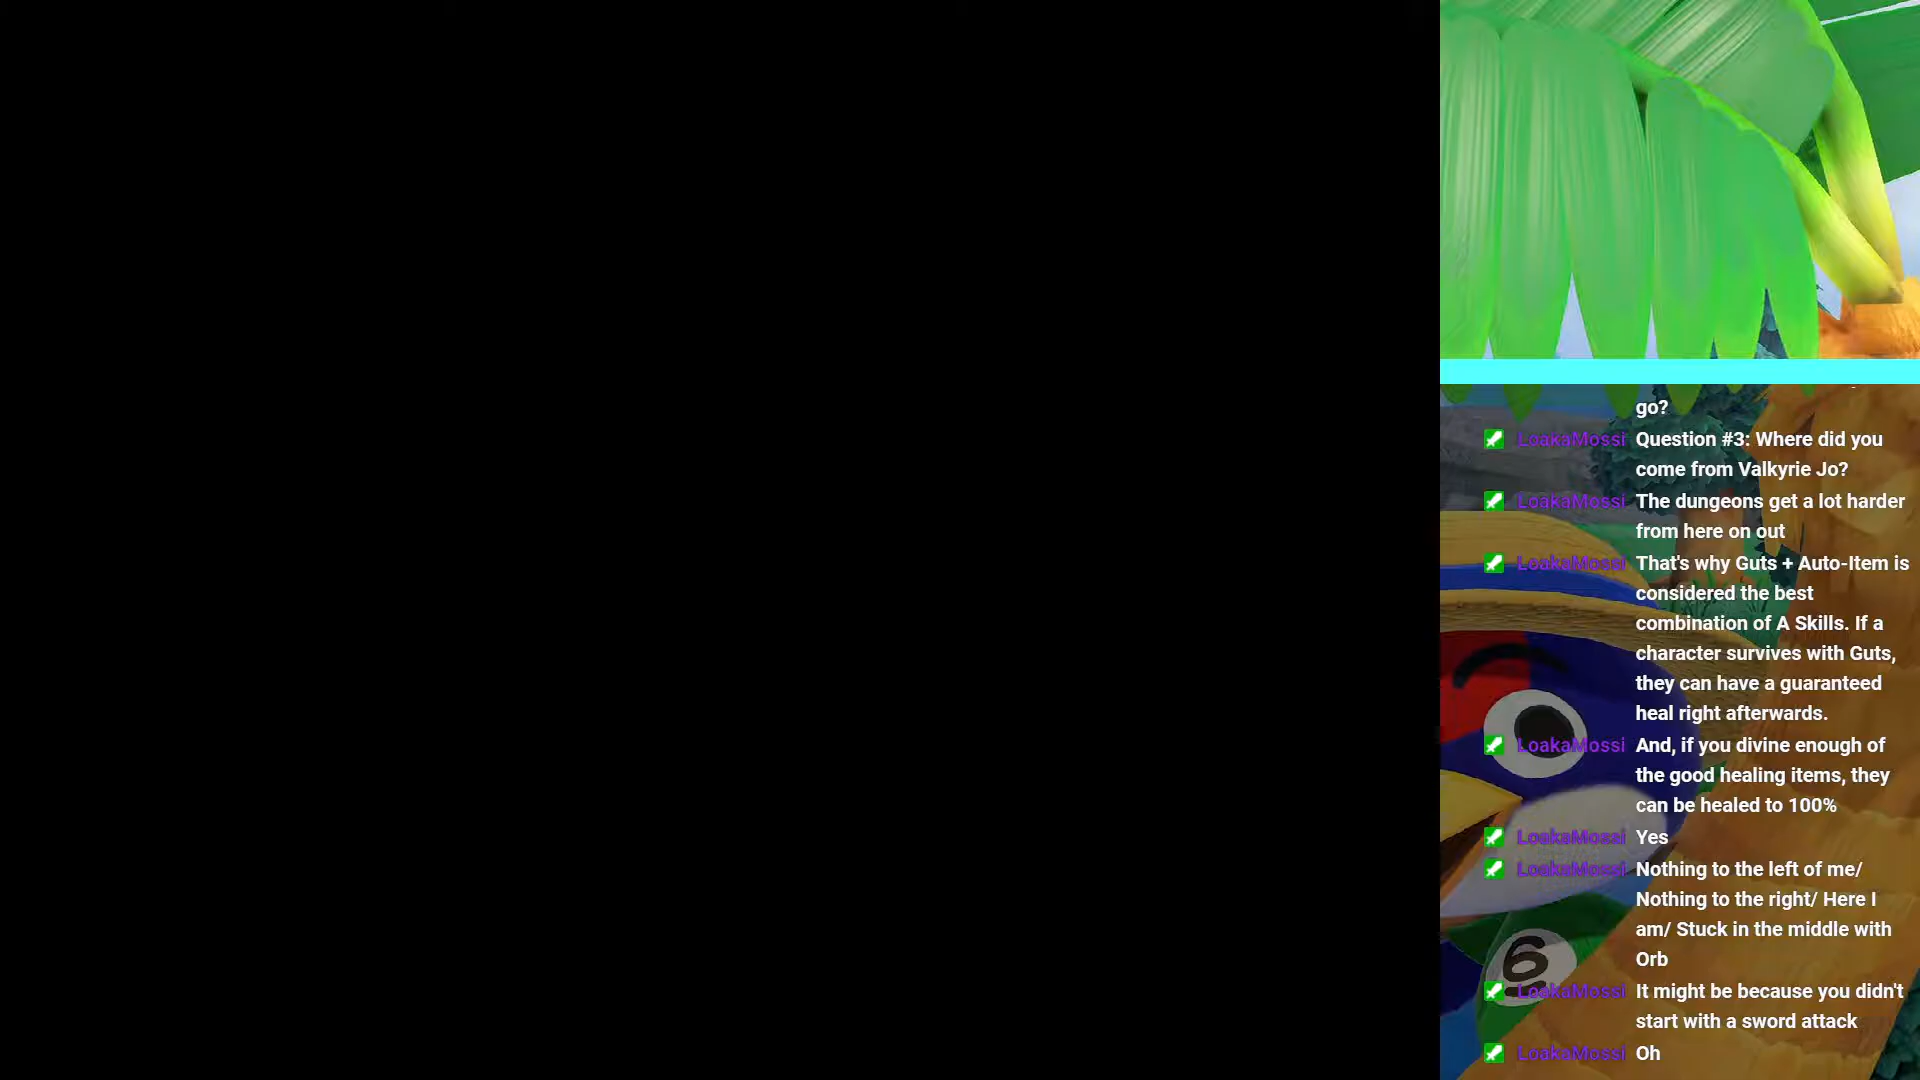 go?
LoakaMossi Question #3: Where did you
come from Valkyrie Jo?
LoakaMossi The dungeons get a lot harder
from here on out
LoakaMossi That's why Guts + Auto-Item is
considered the best
combination of A Skills. If a
character survives with Guts,
they can have a guaranteed
heal right afterwards.
LoakaMossi And, if you divine enough of
the good healing items, they
can be healed to 100%
LoakaMossi Yes
LoakaMossi Nothing to the left of me/
Nothing to the right/ Here I
am/ Stuck in the middle with
Orb
6
LoakaMossi It might be because you didn't
start with a sword attack
LoakaMossi Oh